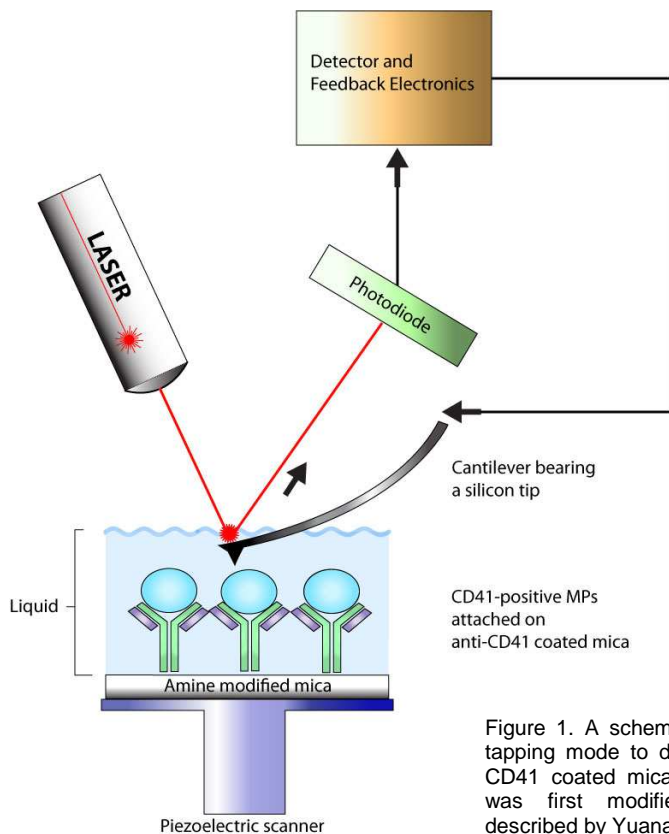 Detector and
Feedback Electronics
LASER
Photodiode
Cantilever bearing
a silicon tip
Liquid
CD41-positive MPs
attached on
anti-CD41 coated mica
Amine modified mica
Piezoelectric scanner
Figure 1. A schem
tapping mode to d
CD41 coated mica
was first modifie
described by Yuana